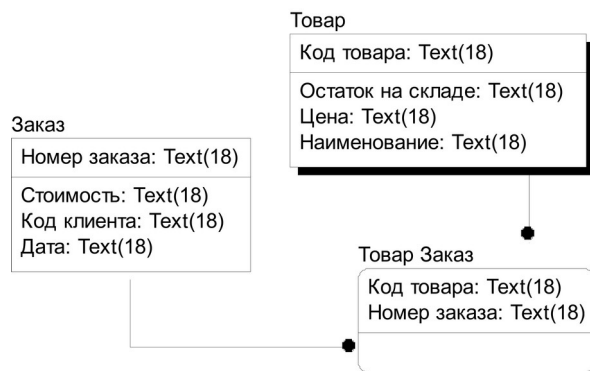 Товар
Код товара: Text(18)
Остаток на складе: Text(18)
Цена: Text(18)
Наименование: Text(18)
Заказ
Номер заказа: Text(18)
Стоимость: Text(18)
Код клиента: Text(18)
Дата: Text(18)
Товар Заказ
Код товара: Text(18)
Номер заказа: Text(18)